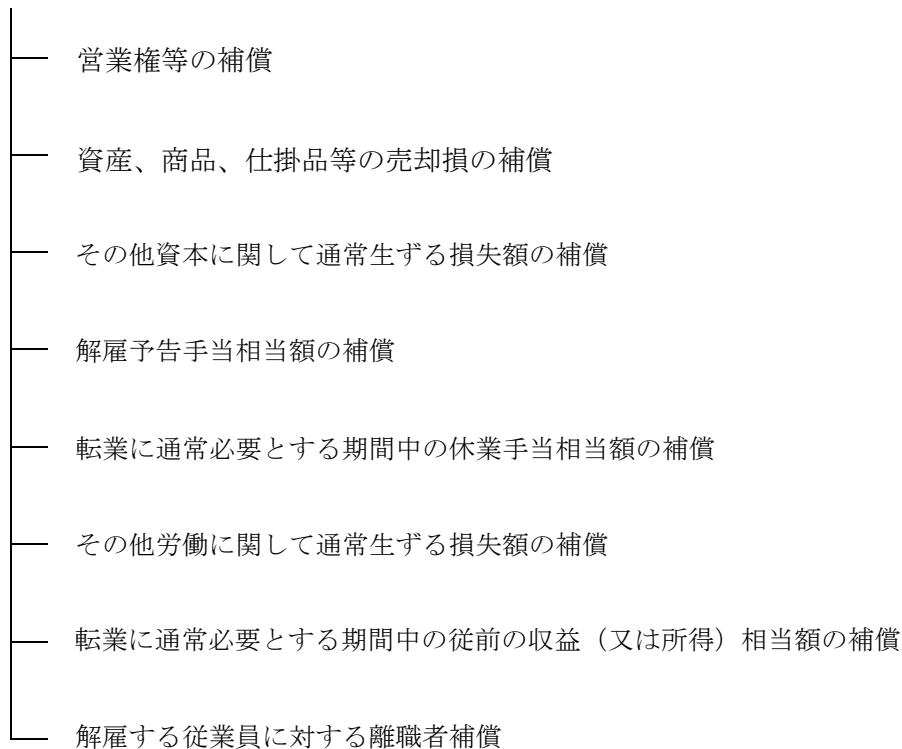 営業権等の補償
資産、商品、仕掛品等の売却損の補償
その他資本に関して通常生ずる損失額の補償
解雇予告手当相当額の補償
転業に通常必要とする期間中の休業手当相当額の補償
その他労働に関して通常生ずる損失額の補償
転業に通常必要とする期間中の従前の収益（又は所得）相当額の補償
解雇する従業員に対する離職者補償